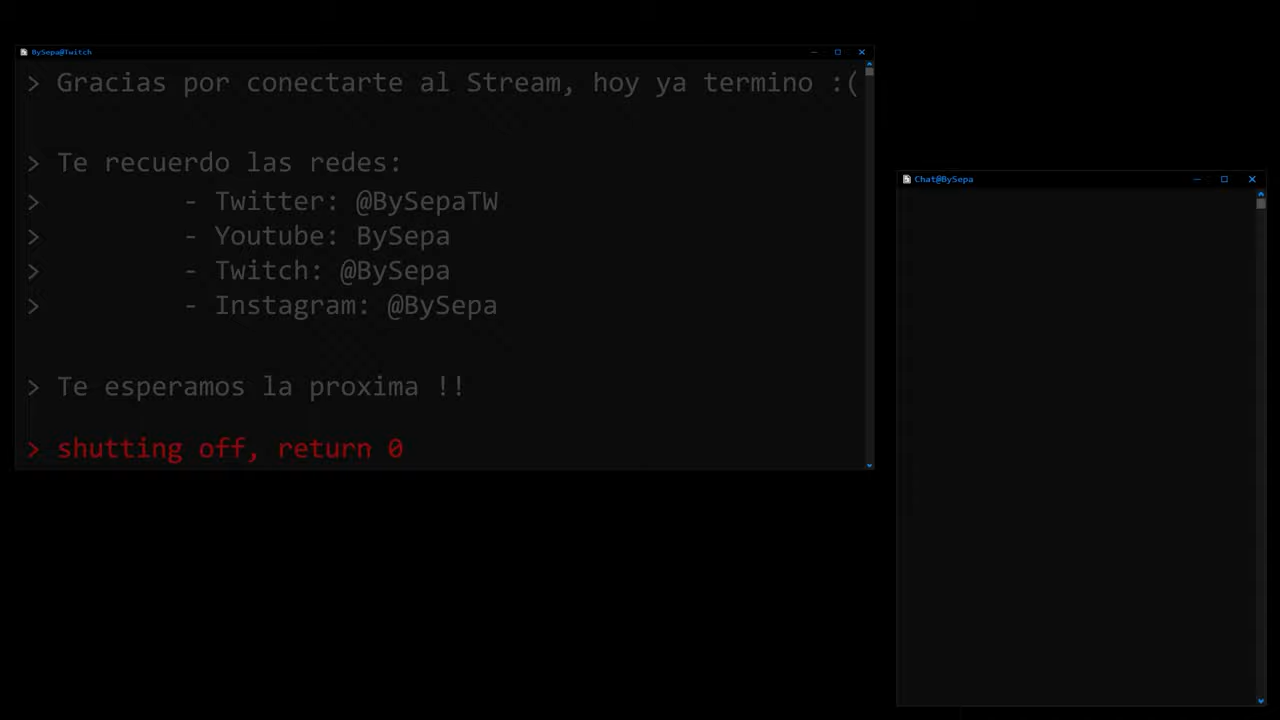 BySepa@Twitch
> Gracias por conectarte al Stream, hoy ya termino :(
> Te recuerdo las redes:
> - Twitter: @BySepaTW
> - Youtube: BySepa
> - Twitch: @BySepa
> - Instagram: @BySepa
> Te esperamos la proxima !!
> shutting off, return 0
Chat@BySepa